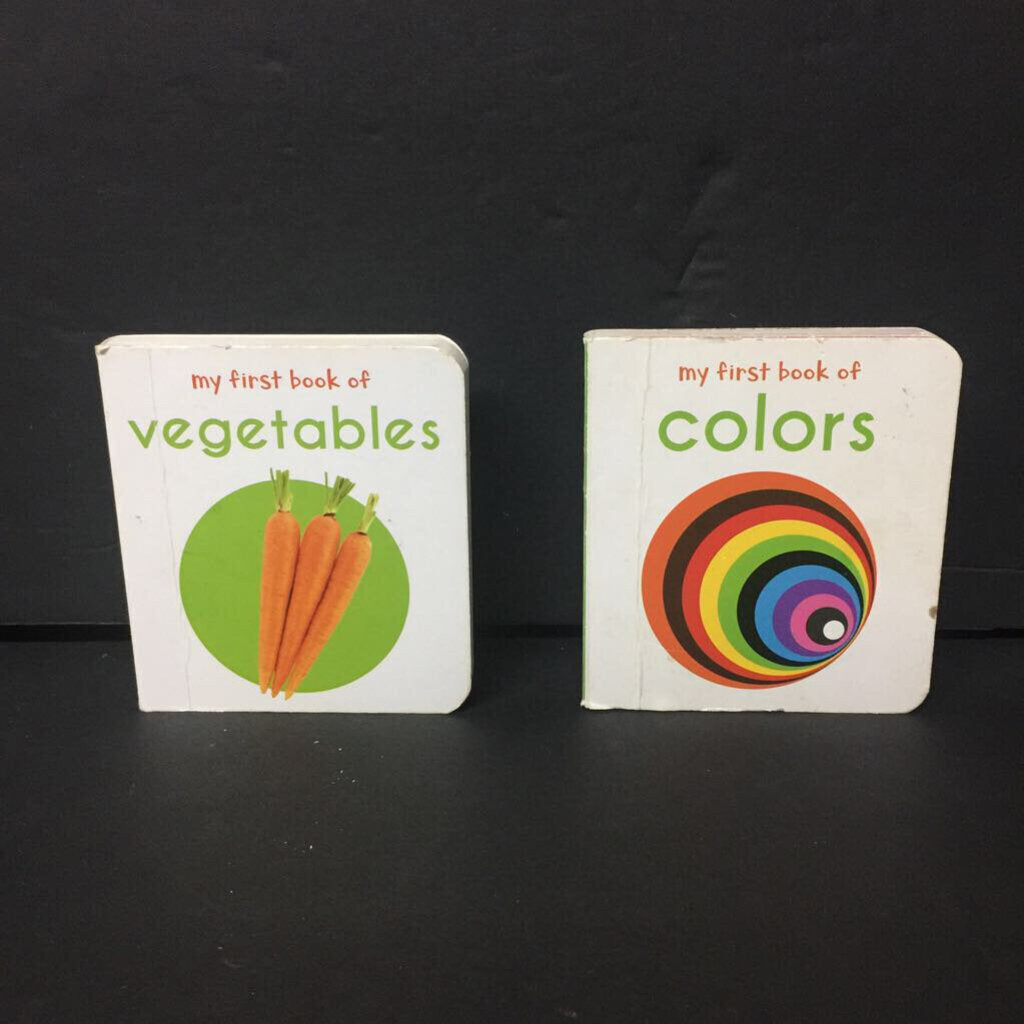 my first book of
vegetables
my first book of
colors